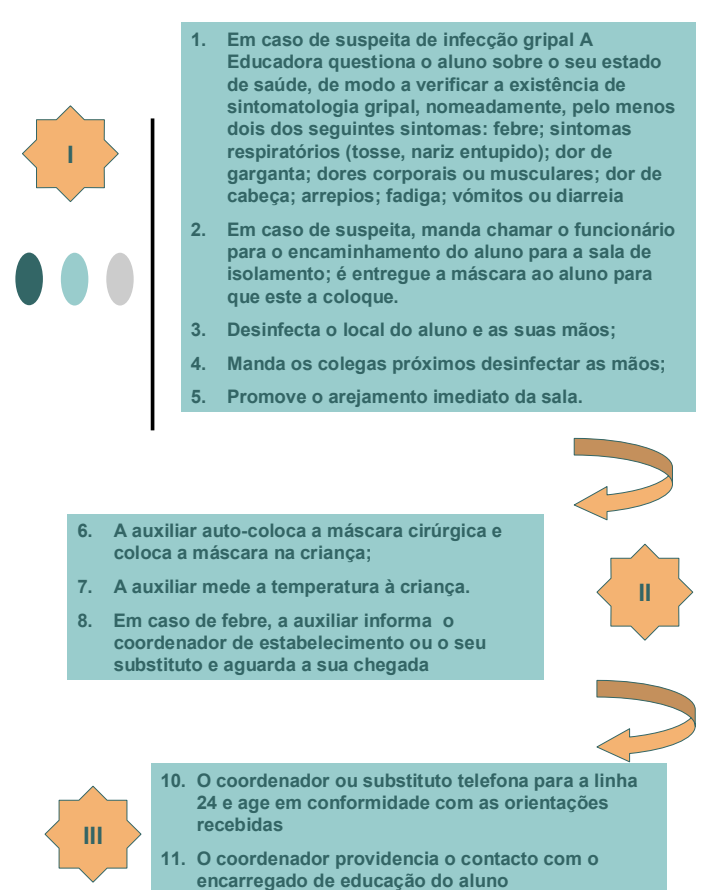 I
1. Em caso de suspeita de infecção gripal A
Educadora questiona o aluno sobre o seu estado
de saúde, de modo a verificar a existência de
sintomatologia gripal, nomeadamente, pelo menos
dois dos seguintes sintomas: febre; sintomas
respiratórios (tosse, nariz entupido); dor de
garganta; dores corporais ou musculares; dor de
cabeça; arrepios; fadiga; vómitos ou diarreia
2. Em caso de suspeita, manda chamar o funcionário
para o encaminhamento do aluno para a sala de
isolamento; é entregue a máscara ao aluno para
que este a coloque.
3. Desinfecta o local do aluno e as suas mãos;
4. Manda os colegas próximos desinfectar as mãos;
5. Promove o arejamento imediato da sala.
6. A auxiliar auto-coloca a máscara cirúrgica e
coloca a máscara na criança;
7. A auxiliar mede a temperatura à criança.
8. Em caso de febre, a auxiliar informa o
coordenador de estabelecimento ou o seu
substituto e aguarda a sua chegada
II
III
10. O coordenador ou substituto telefona para a linha
24 e age em conformidade com as orientações
recebidas
11. O coordenador providencia o contacto com o
encarregado de educação do aluno